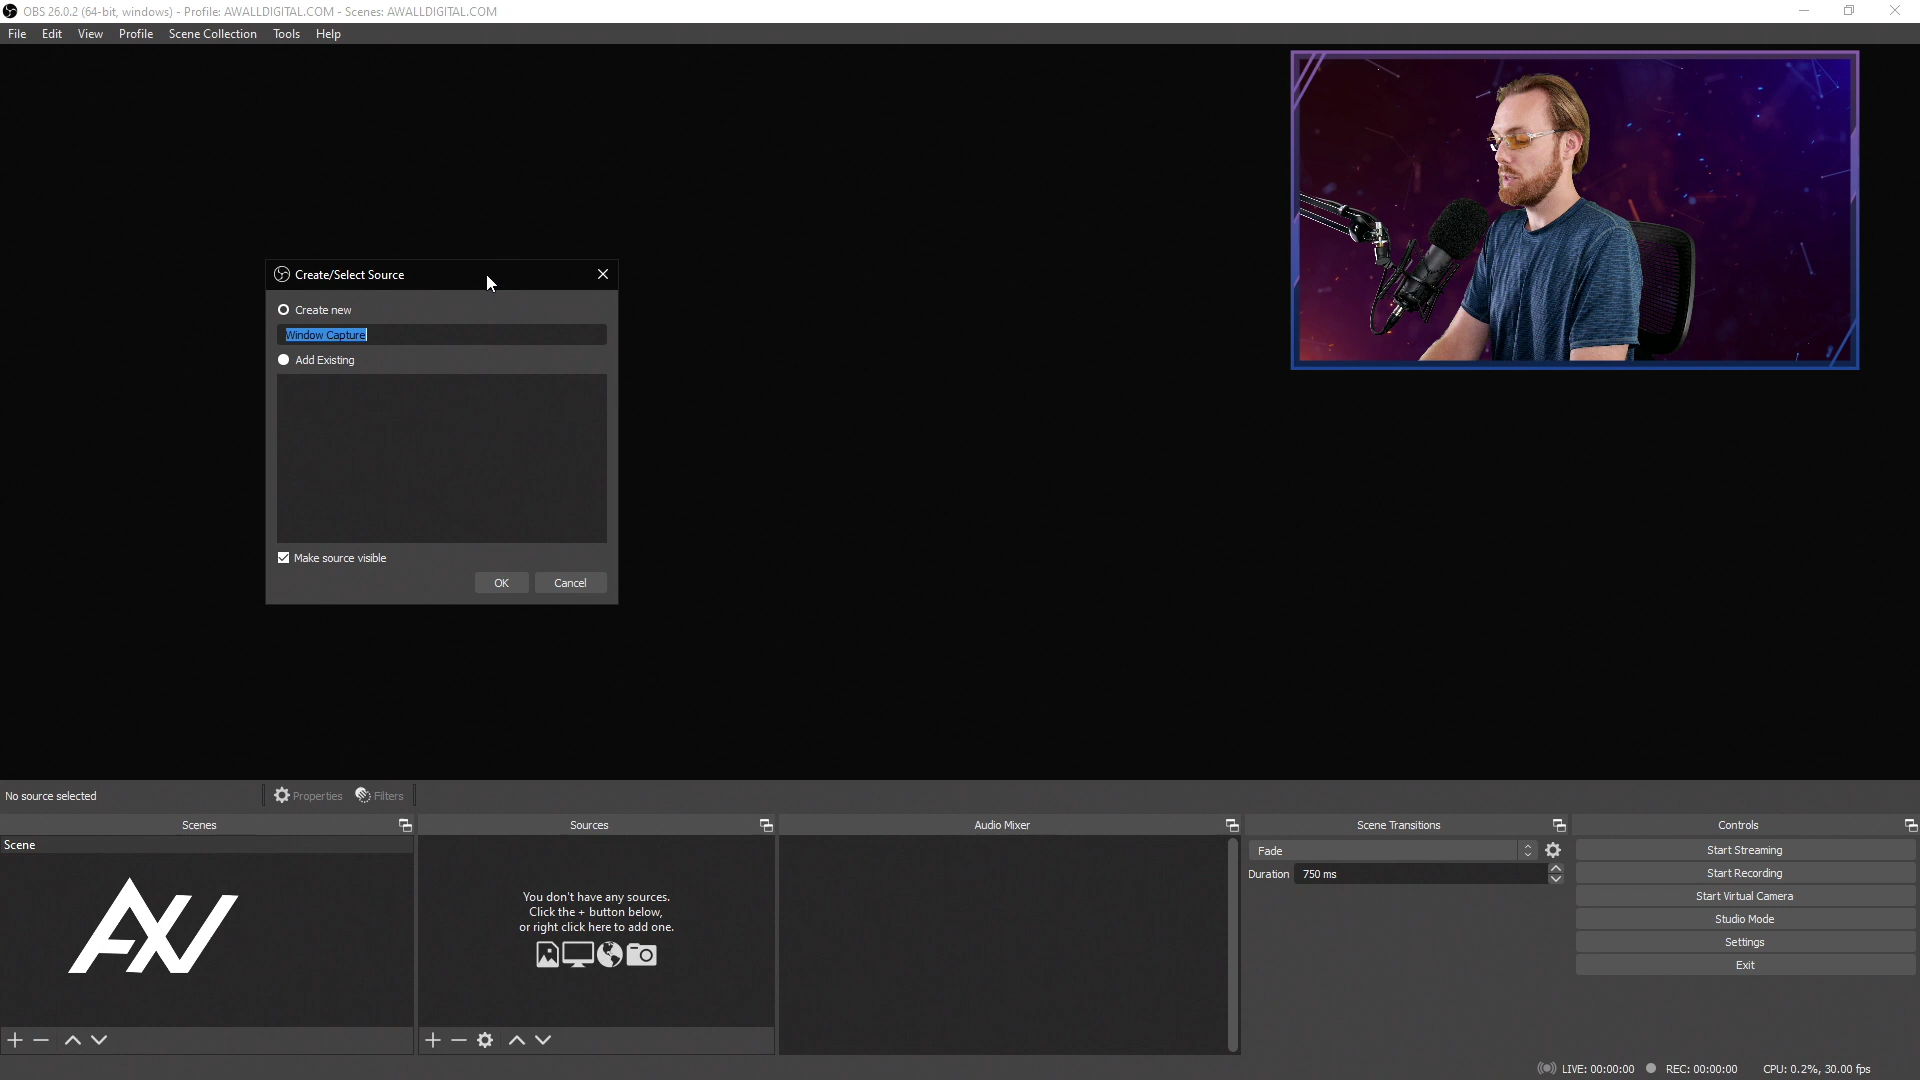 OBS 26.0.2 (64-bit, windows) - Profile: AWALLDIGITAL.COM - Scenes: AWALLDIGITAL.COM
File Edit View Profile Scene Collection Tools Help
Create/Select Source
Create new
Window Capture
Add Existing
Make source visible
OK Cancel
No source selected
Properties Filters
Scenes
Sources
Audio Mixer
Scene Transitions
Controls
Scene
You don't have any sources.
Click the + button below,
or right click here to add one.
Fade
Duration 750 ms
Start Streaming
Start Recording
Start Virtual Camera
Studio Mode
Settings
Exit
LIVE: 00:00:00 REC: 00:00:00 CPU: 0.2%, 30.00 fps